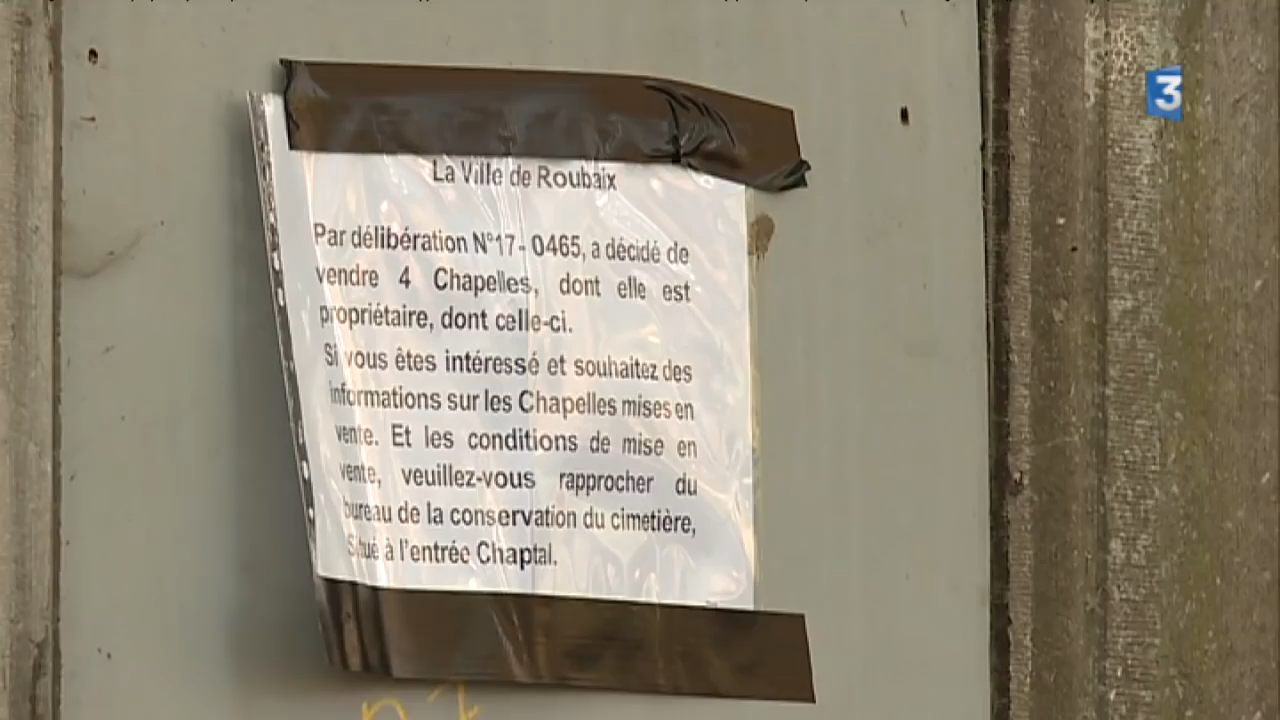 La Ville de Roubaix
Par délibération N°17- 0465, a décidé de
vendre 4 Chapelles, dont elle est
propriétaire, dont celle-ci.
Si vous êtes intéressé et souhaitez des
informations sur les Chapelles mises en
vente. Et les conditions de mise en
vente, veuillez-vous rapprocher du
bureau de la conservation du cimetière,
Situé à l'entrée Chaptal.
3